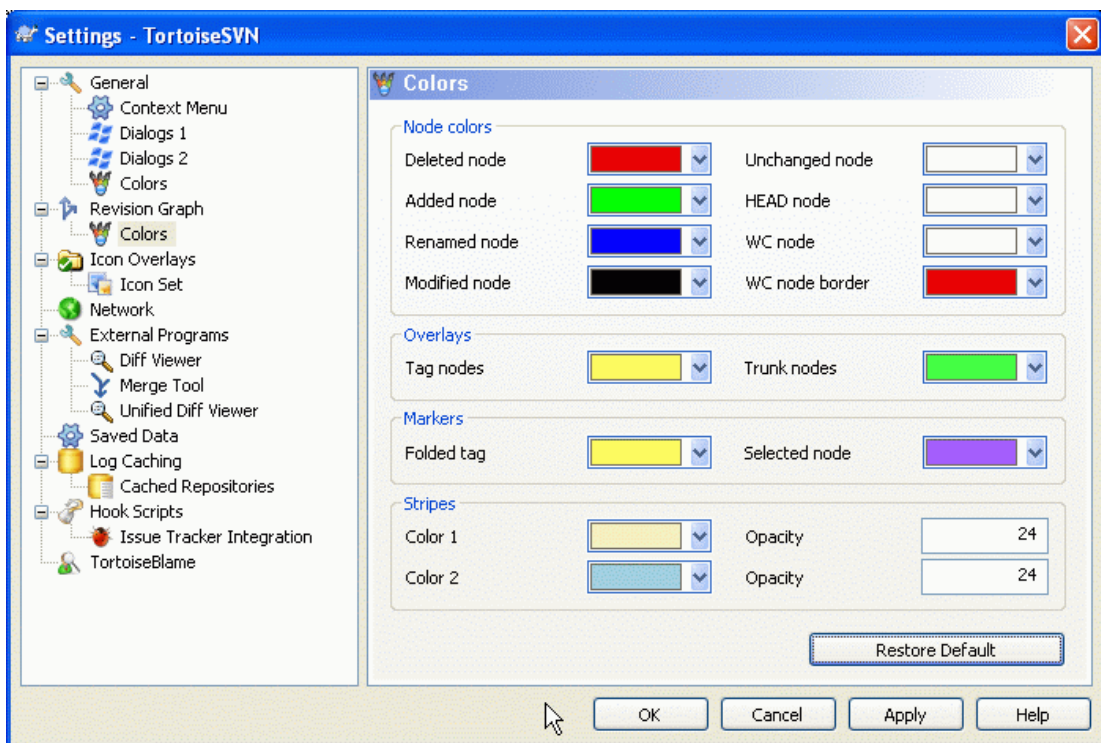 Settings - TortoiseSVN
General
Context Menu
Dialogs 1
Dialogs 2
Colors
Revision Graph
Colors
Icon Overlays
Icon Set
Network
External Programs
Diff Viewer
Merge Tool
Unified Diff Viewer
Saved Data
Log Caching
Cached Repositories
Hook Scripts
Issue Tracker Integration
TortoiseBlame
Colors
Node colors
Deleted node
Unchanged node
Added node
HEAD node
Renamed node
WC node
Modified node
WC node border
Overlays
Tag nodes
Trunk nodes
Markers
Folded tag
Selected node
Stripes
Color 1
Opacity
24
Color 2
Opacity
24
Restore Default
OK
Cancel
Apply
Help